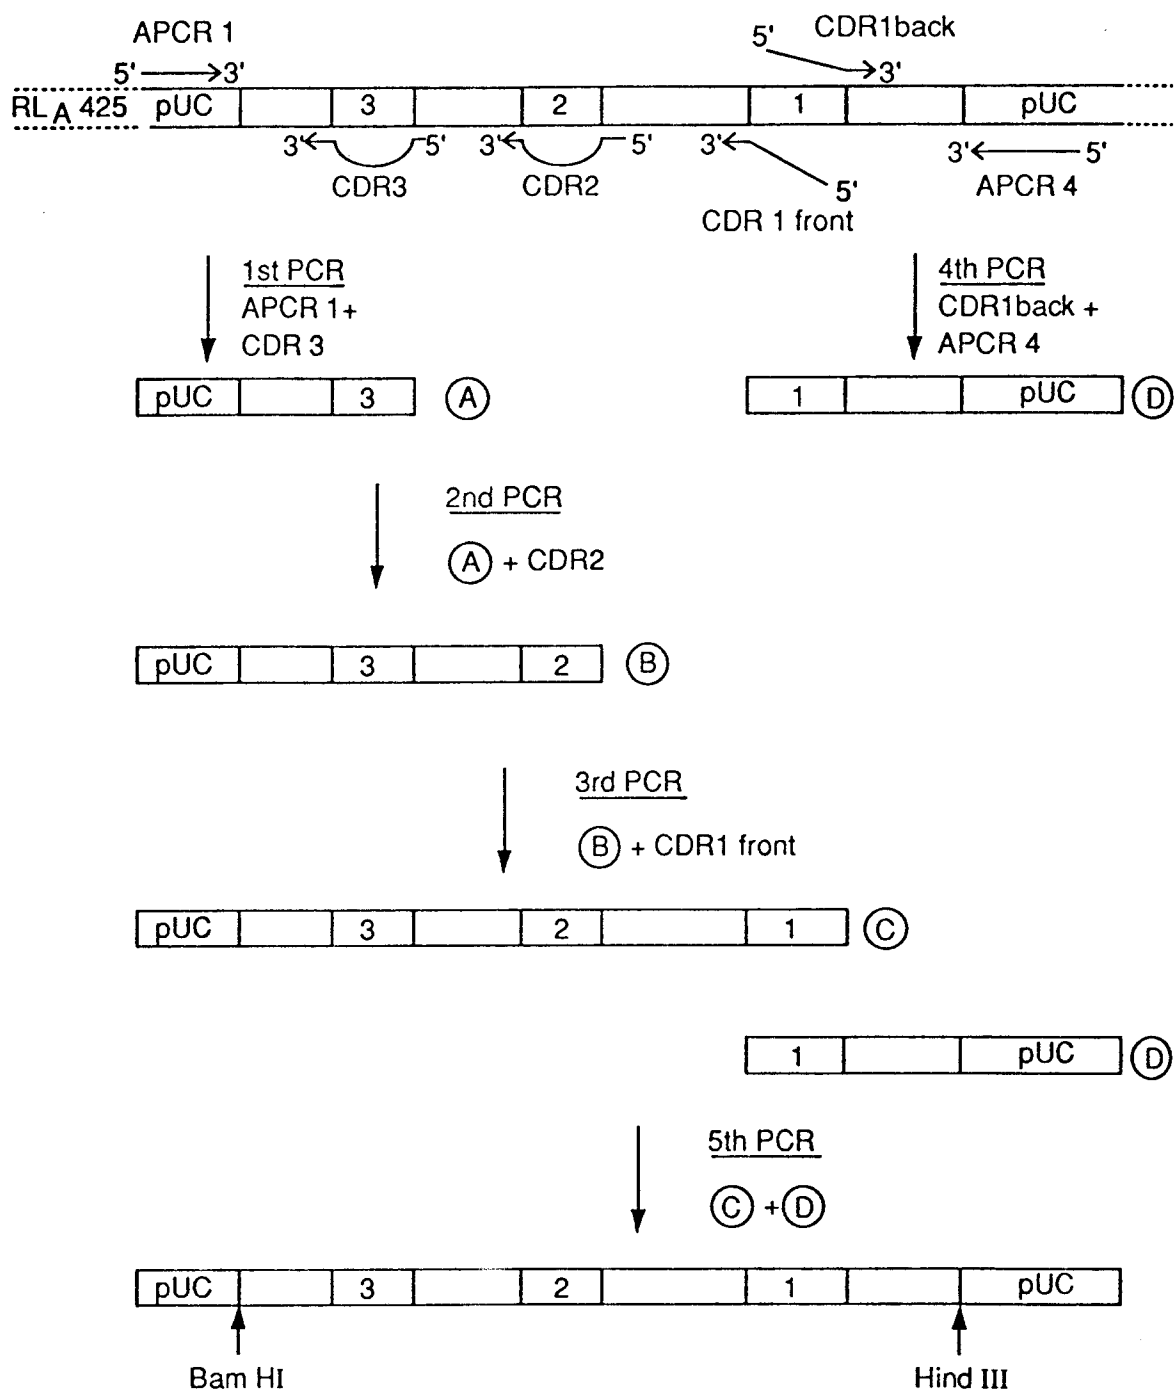 APCR 1
CDR1back
5' 3'
5' 3'
RL A 425 pUC 3 2 1 pUC
3' 5' 3' 5' 3' 5' 3' 5'
CDR3 CDR2 CDR 1 front APCR 4
1st PCR
APCR 1+
CDR 3
4th PCR
CDR1back +
APCR 4
pUC 3 A
1 pUC D
2nd PCR
A + CDR2
pUC 3 2 B
3rd PCR
B + CDR1 front
pUC 3 2 1 C
1 pUC D
5th PCR
C + D
pUC 3 2 1 pUC
Bam HI Hind III